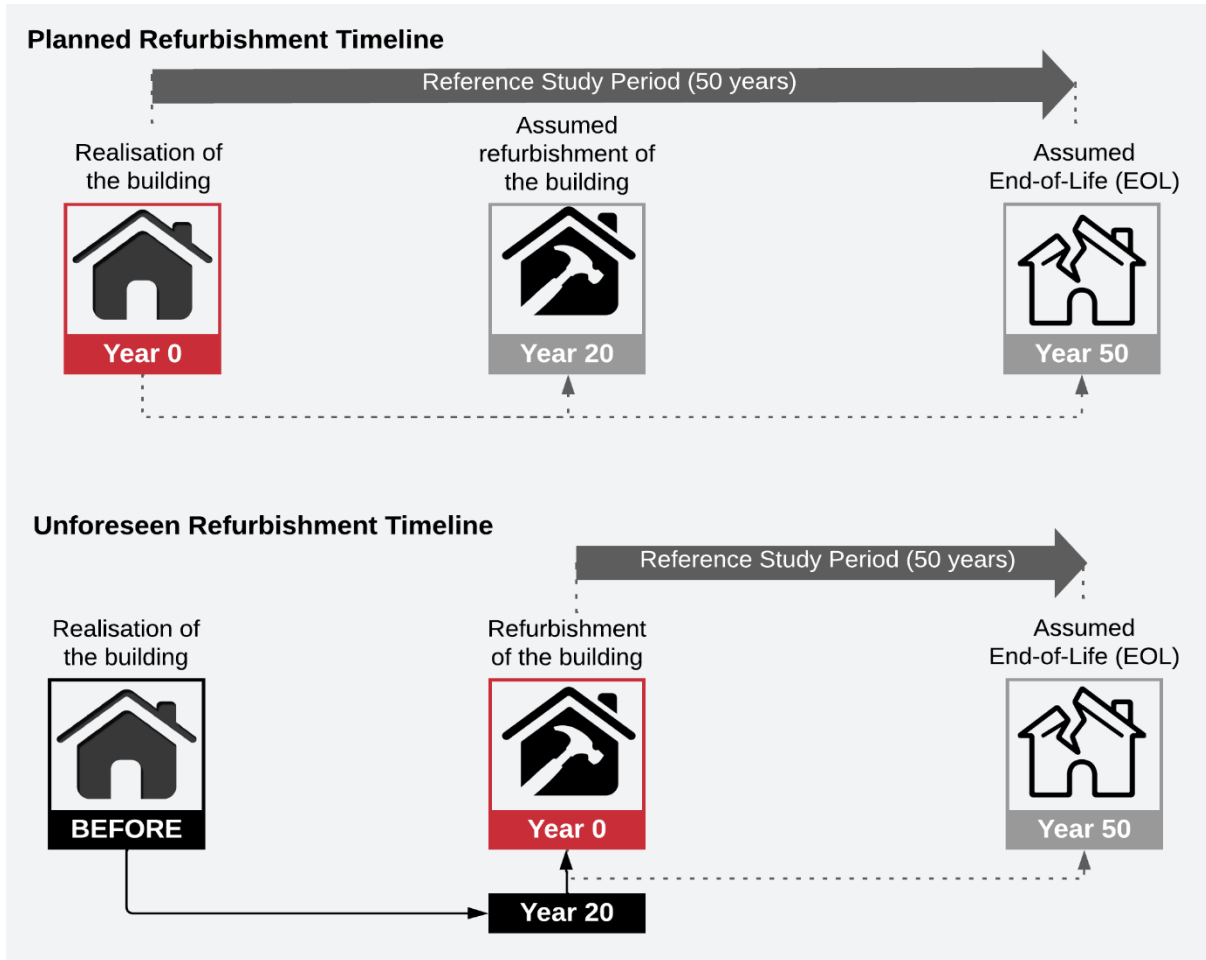 Planned Refurbishment Timeline
Reference Study Period (50 years)
Realisation of
the building
Year 0
Assumed
refurbishment of
the building
Year 20
Assumed
End-of-Life (EOL)
Year 50
Unforeseen Refurbishment Timeline
Reference Study Period (50 years)
Realisation of
the building
BEFORE
Refurbishment
of the building
Year 0
Year 20
Assumed
End-of-Life (EOL)
Year 50